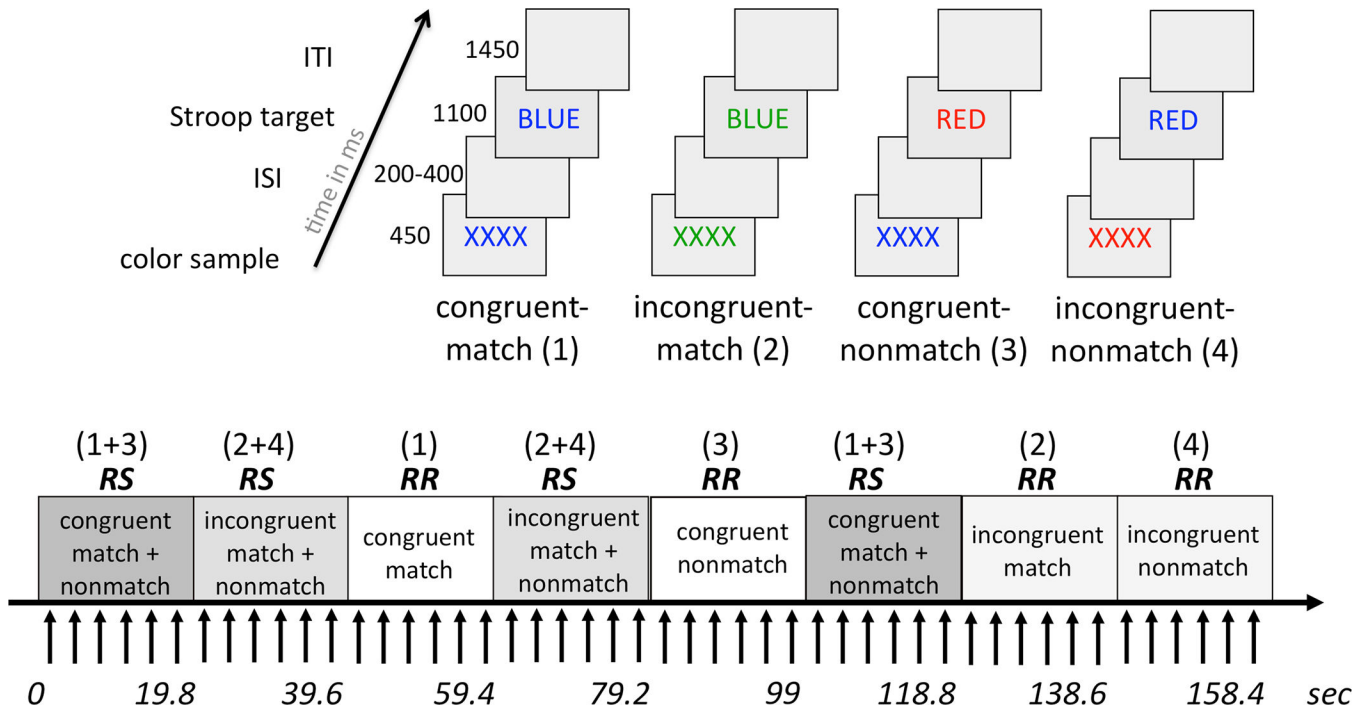 ITI
1450
Stroop target
1100
BLUE
BLUE
RED
RED
ISI
200-400
time in ms
color sample
450
XXXX
XXXX
XXXX
XXXX
congruent-
match (1)
incongruent-
match (2)
congruent-
nonmatch (3)
incongruent-
nonmatch (4)
(1+3)
RS
(2+4)
RS
(1)
RR
(2+4)
RS
(3)
RR
(1+3)
RS
(2)
RR
(4)
RR
congruent
match +
nonmatch
incongruent
match +
nonmatch
congruent
match
incongruent
match +
nonmatch
congruent
nonmatch
congruent
match +
nonmatch
incongruent
match
incongruent
nonmatch
0 19.8 39.6 59.4 79.2 99 118.8 138.6 158.4 sec